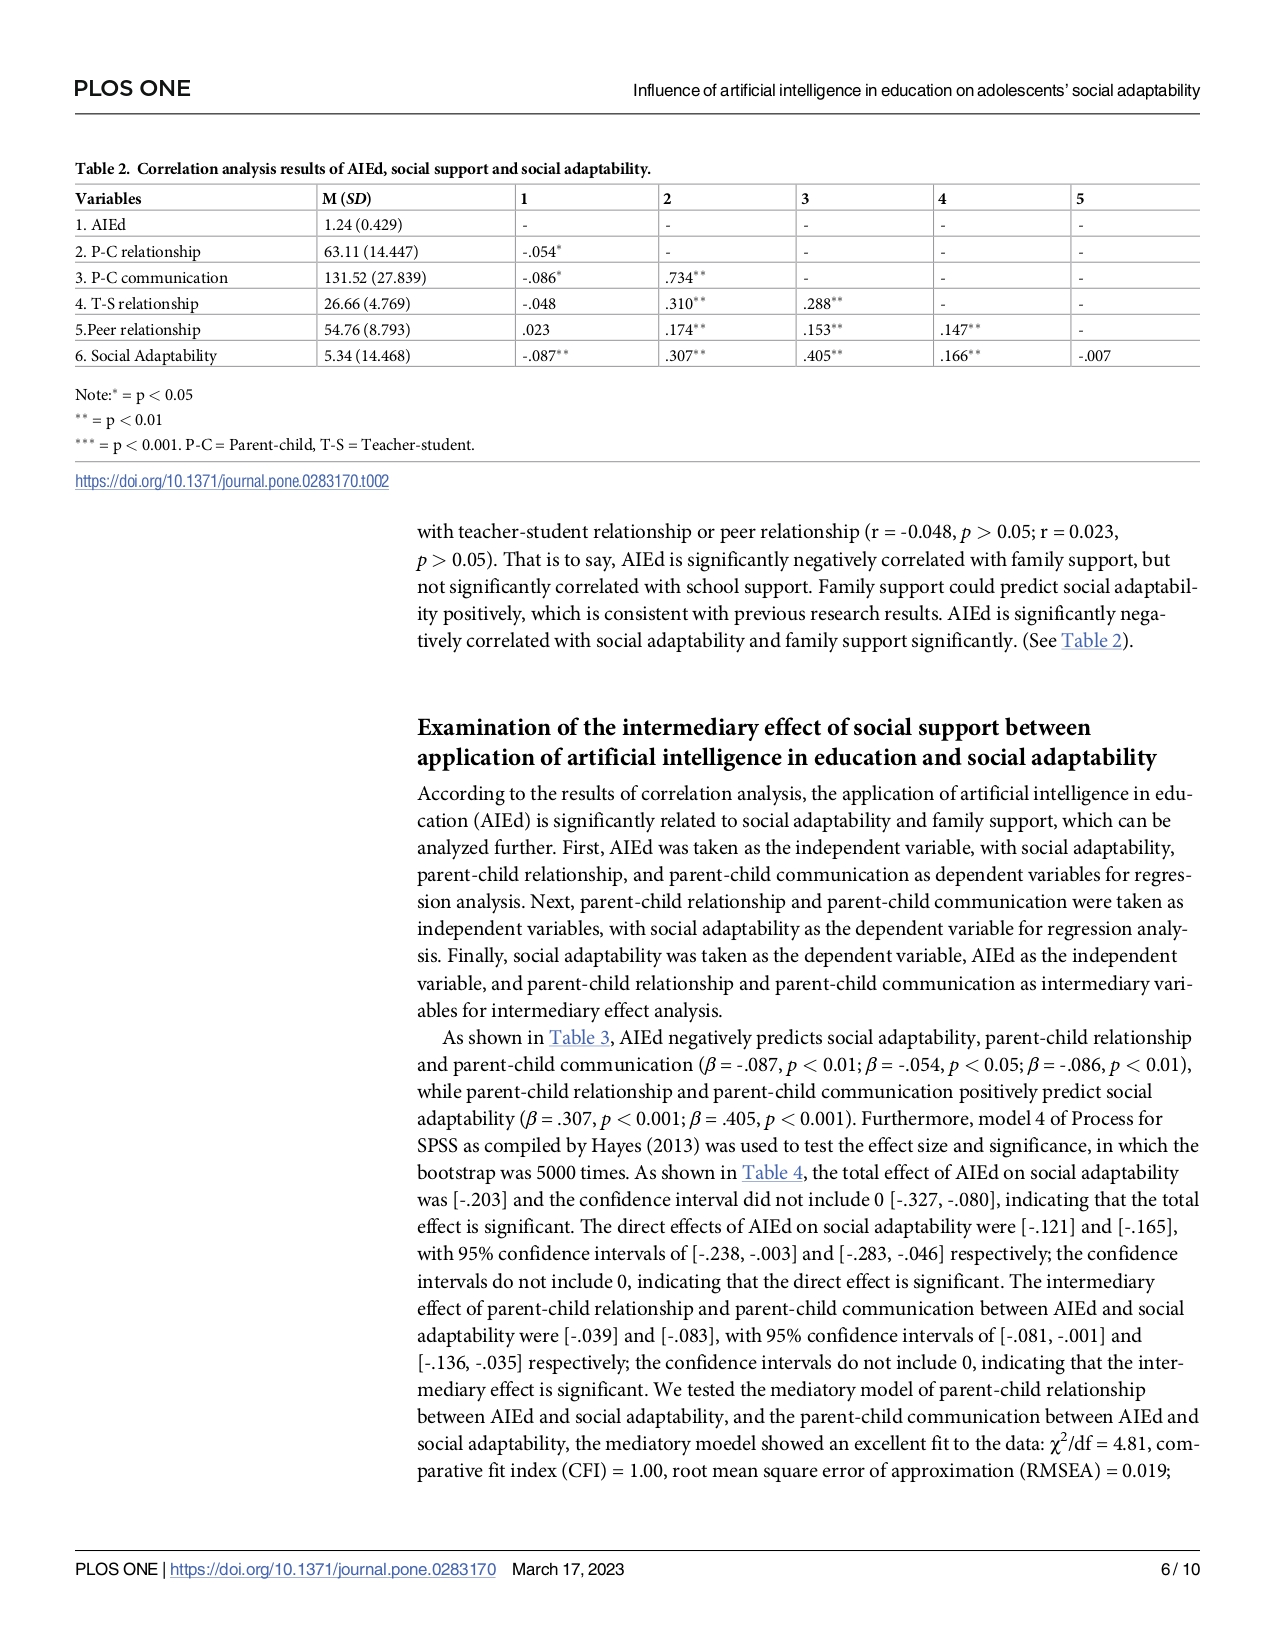 PLOS ONE
Influence of artificial intelligence in education on adolescents’ social adaptability
Table 2. Correlation analysis results of AIEd, social support and social adaptability.
Variables M (SD) 1 2 3 4 5
1. AIEd 1.24 (0.429) - - - - -
2. P-C relationship 63.11 (14.447) -.054* - - - -
3. P-C communication 131.52 (27.839) -.086* .734** - - -
4. T-S relationship 26.66 (4.769) -.048 .310** .288** - -
5.Peer relationship 54.76 (8.793) .023 .174** .153** .147** -
6. Social Adaptability 5.34 (14.468) -.087** .307** .405** .166** -.007
Note:* = p < 0.05
** = p < 0.01
*** = p < 0.001. P-C = Parent-child, T-S = Teacher-student.
https://doi.org/10.1371/journal.pone.0283170.t002
with teacher-student relationship or peer relationship (r = -0.048, p > 0.05; r = 0.023,
p > 0.05). That is to say, AIEd is significantly negatively correlated with family support, but
not significantly correlated with school support. Family support could predict social adaptabil-
ity positively, which is consistent with previous research results. AIEd is significantly nega-
tively correlated with social adaptability and family support significantly. (See Table 2).
Examination of the intermediary effect of social support between
application of artificial intelligence in education and social adaptability
According to the results of correlation analysis, the application of artificial intelligence in edu-
cation (AIEd) is significantly related to social adaptability and family support, which can be
analyzed further. First, AIEd was taken as the independent variable, with social adaptability,
parent-child relationship, and parent-child communication as dependent variables for regres-
sion analysis. Next, parent-child relationship and parent-child communication were taken as
independent variables, with social adaptability as the dependent variable for regression analy-
sis. Finally, social adaptability was taken as the dependent variable, AIEd as the independent
variable, and parent-child relationship and parent-child communication as intermediary vari-
ables for intermediary effect analysis.
As shown in Table 3, AIEd negatively predicts social adaptability, parent-child relationship
and parent-child communication (β = -.087, p < 0.01; β = -.054, p < 0.05; β = -.086, p < 0.01),
while parent-child relationship and parent-child communication positively predict social
adaptability (β = .307, p < 0.001; β = .405, p < 0.001). Furthermore, model 4 of Process for
SPSS as compiled by Hayes (2013) was used to test the effect size and significance, in which the
bootstrap was 5000 times. As shown in Table 4, the total effect of AIEd on social adaptability
was [-.203] and the confidence interval did not include 0 [-.327, -.080], indicating that the total
effect is significant. The direct effects of AIEd on social adaptability were [-.121] and [-.165],
with 95% confidence intervals of [-.238, -.003] and [-.283, -.046] respectively; the confidence
intervals do not include 0, indicating that the direct effect is significant. The intermediary
effect of parent-child relationship and parent-child communication between AIEd and social
adaptability were [-.039] and [-.083], with 95% confidence intervals of [-.081, -.001] and
[-.136, -.035] respectively; the confidence intervals do not include 0, indicating that the inter-
mediary effect is significant. We tested the mediatory model of parent-child relationship
between AIEd and social adaptability, and the parent-child communication between AIEd and
social adaptability, the mediatory moedel showed an excellent fit to the data: χ²/df = 4.81, com-
parative fit index (CFI) = 1.00, root mean square error of approximation (RMSEA) = 0.019;
PLOS ONE | https://doi.org/10.1371/journal.pone.0283170 March 17, 2023
6 / 10